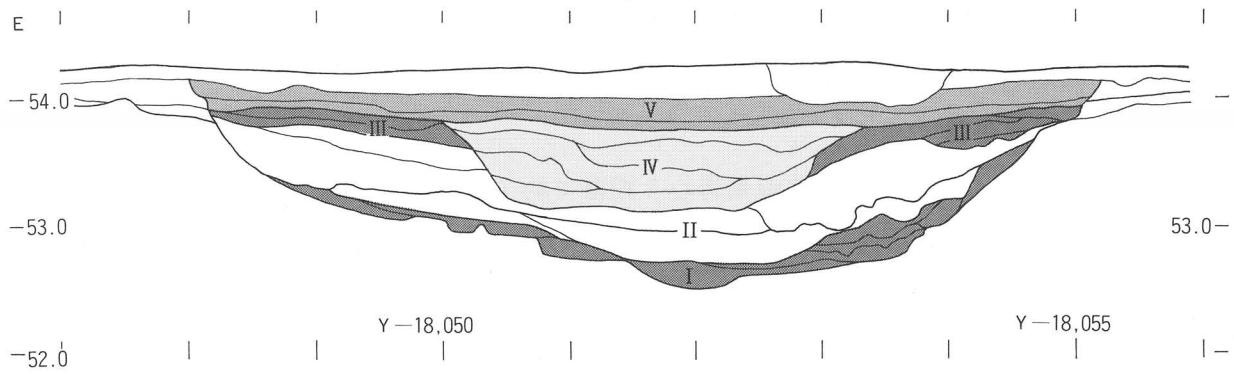 E
—54.0 —
V
III III
IV
—53.0 53.0—
II
I
Y —18,050 Y —18,055
—52.0 —